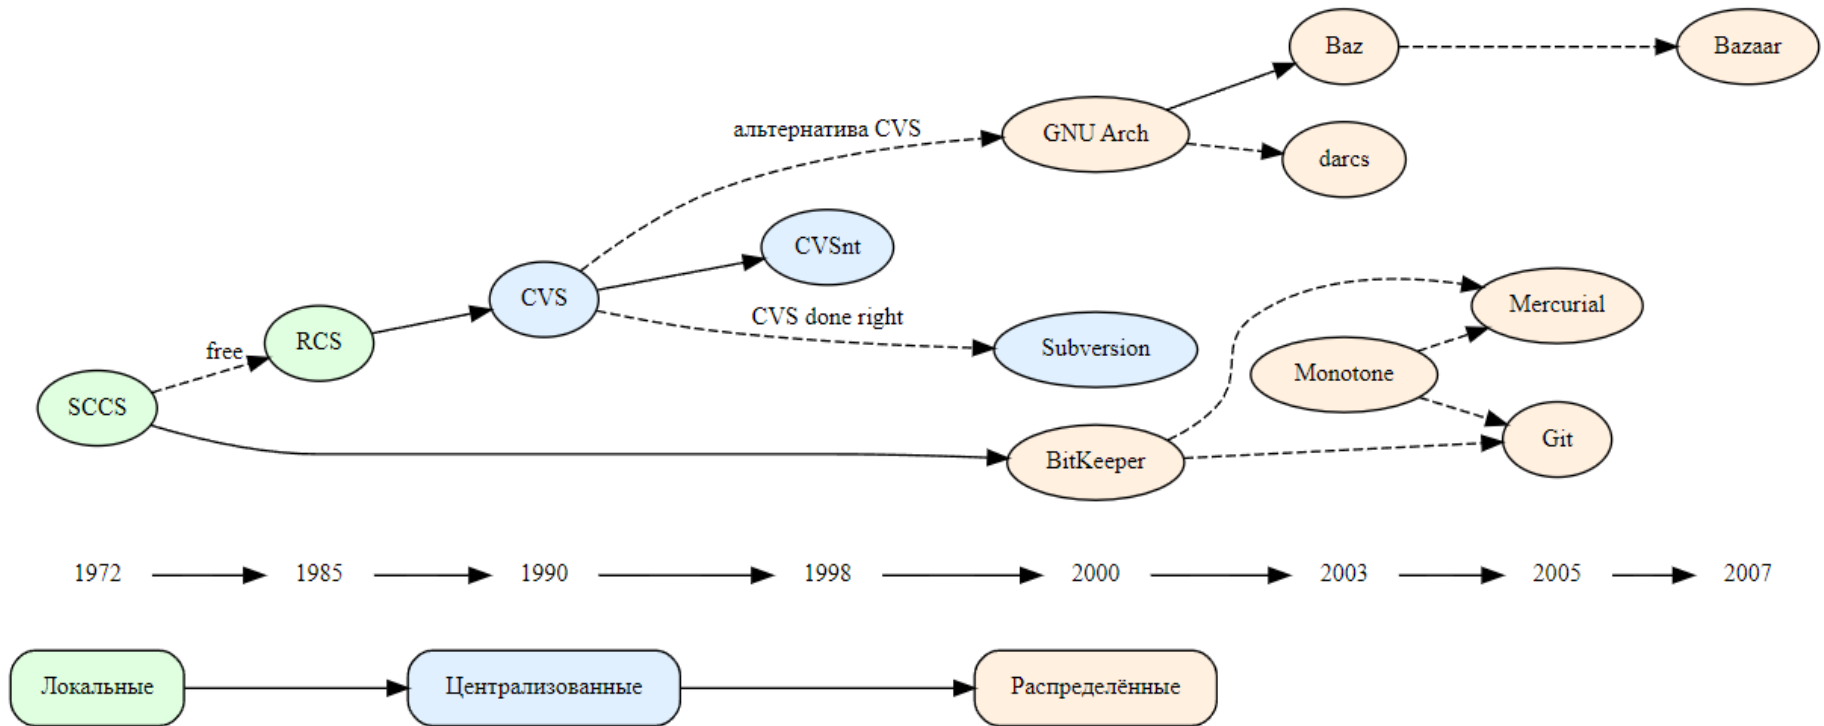 Baz
Bazaar
альтернатива CVS
GNU Arch
darcs
CVSnt
CVS
CVS done right
Mercurial
free
RCS
Subversion
Monotone
SCCS
BitKeeper
Git
1972
1985
1990
1998
2000
2003
2005
2007
Локальные
Централизованные
Распределённые